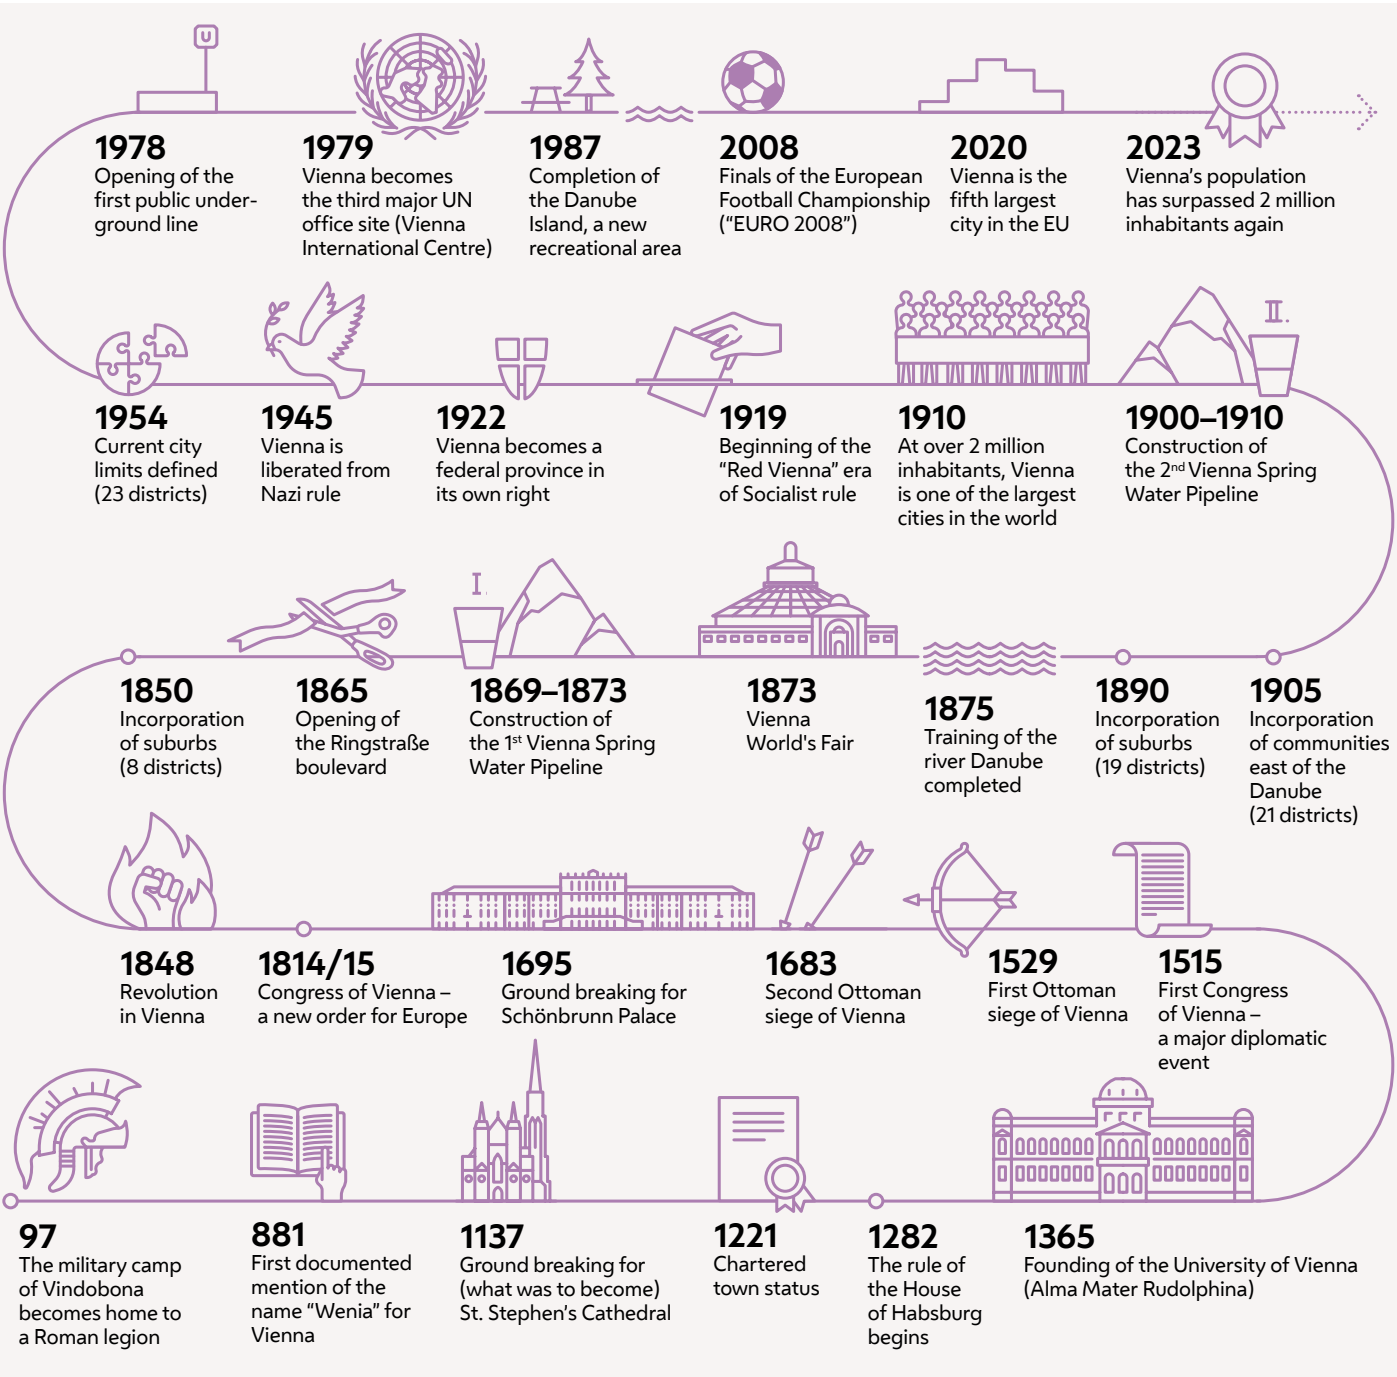 U
1978
Opening of the
first public under-
ground line
1979
Vienna becomes
the third major UN
office site (Vienna
International Centre)
1987
Completion of
the Danube
Island, a new
recreational area
2008
Finals of the European
Football Championship
(“EURO 2008”)
2020
Vienna is the
fifth largest
city in the EU
2023
Vienna’s population
has surpassed 2 million
inhabitants again
1954
Current city
limits defined
(23 districts)
1945
Vienna is
liberated from
Nazi rule
1922
Vienna becomes a
federal province in
its own right
1919
Beginning of the
“Red Vienna” era
of Socialist rule
1910
At over 2 million
inhabitants, Vienna
is one of the largest
cities in the world
II.
1900–1910
Construction of
the 2nd Vienna Spring
Water Pipeline
1850
Incorporation
of suburbs
(8 districts)
1865
Opening of
the Ringstraße
boulevard
I.
1869–1873
Construction of
the 1st Vienna Spring
Water Pipeline
1873
Vienna
World's Fair
1875
Training of the
river Danube
completed
1890
Incorporation
of suburbs
(19 districts)
1905
Incorporation
of communities
east of the
Danube
(21 districts)
1848
Revolution
in Vienna
1814/15
Congress of Vienna –
a new order for Europe
1695
Ground breaking for
Schönbrunn Palace
1683
Second Ottoman
siege of Vienna
1529
First Ottoman
siege of Vienna
1515
First Congress
of Vienna –
a major diplomatic
event
97
The military camp
of Vindobona
becomes home to
a Roman legion
881
First documented
mention of the
name “Wenia” for
Vienna
1137
Ground breaking for
(what was to become)
St. Stephen’s Cathedral
1221
Chartered
town status
1282
The rule of
the House
of Habsburg
begins
1365
Founding of the University of Vienna
(Alma Mater Rudolphina)